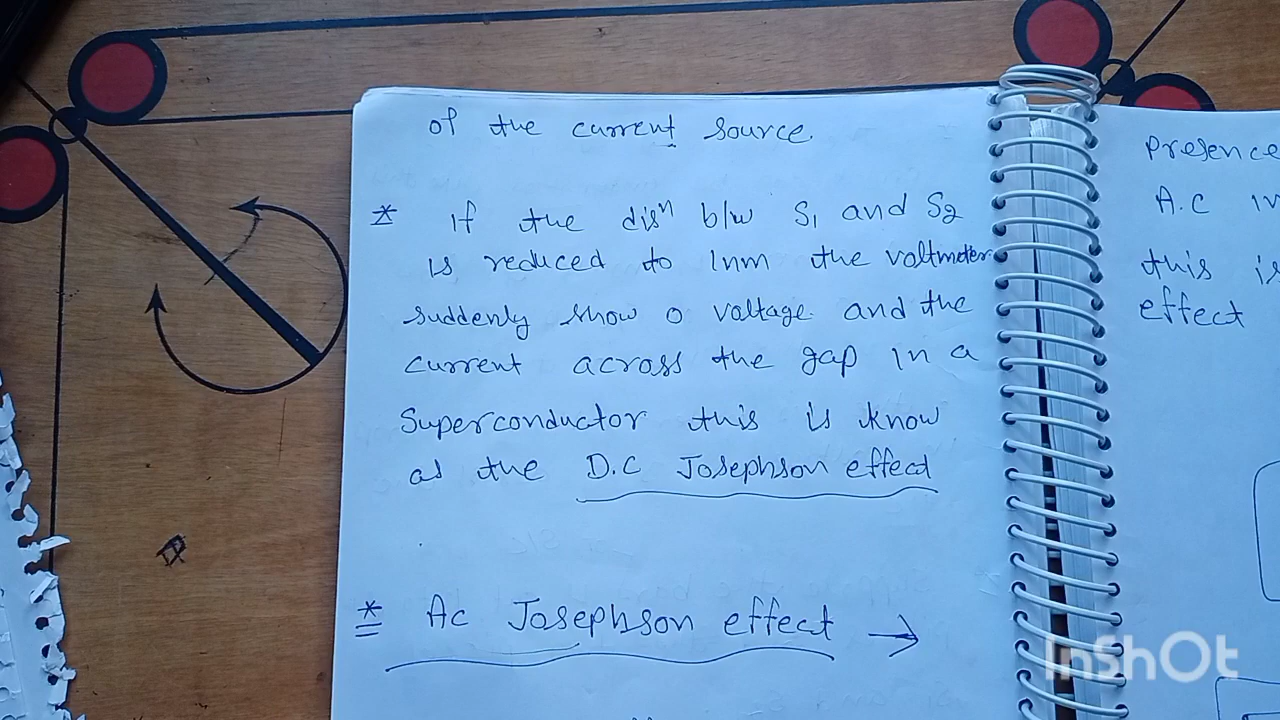 of the current source.
* If the disⁿ b/w S₁ and S₂
is reduced to 1nm the voltmeter
suddenly show 0 voltage and the
current across the gap in a
Superconductor this is know
as the D.C Josephson effect
* Ac Josephson effect →
Presence
A.C in
this is
effect
InShOt